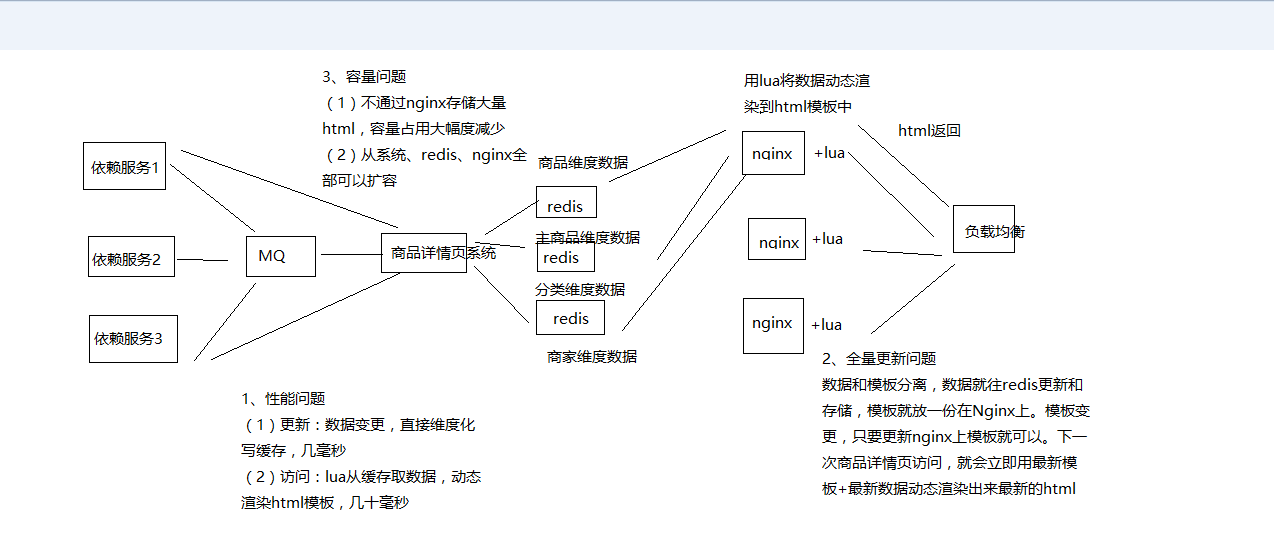 3、容量问题
（1）不通过nginx存储大量
html，容量占用大幅度减少
（2）从系统、redis、nginx全
部可以扩容
用lua将数据动态渲
染到html模板中
html返回
依赖服务1
依赖服务2
依赖服务3
MQ
商品详情页系统
商品维度数据
redis
主商品维度数据
redis
分类维度数据
redis
商家维度数据
nginx
+lua
nginx
+lua
nginx
+lua
负载均衡
1、性能问题
（1）更新：数据变更，直接维度化
写缓存，几毫秒
（2）访问：lua从缓存取数据，动态
渲染html模板，几十毫秒
2、全量更新问题
数据和模板分离，数据就往redis更新和
存储，模板就放一份在Nginx上。模板变
更，只要更新nginx上模板就可以。下一
次商品详情页访问，就会立即用最新模
板+最新数据动态渲染出来最新的html